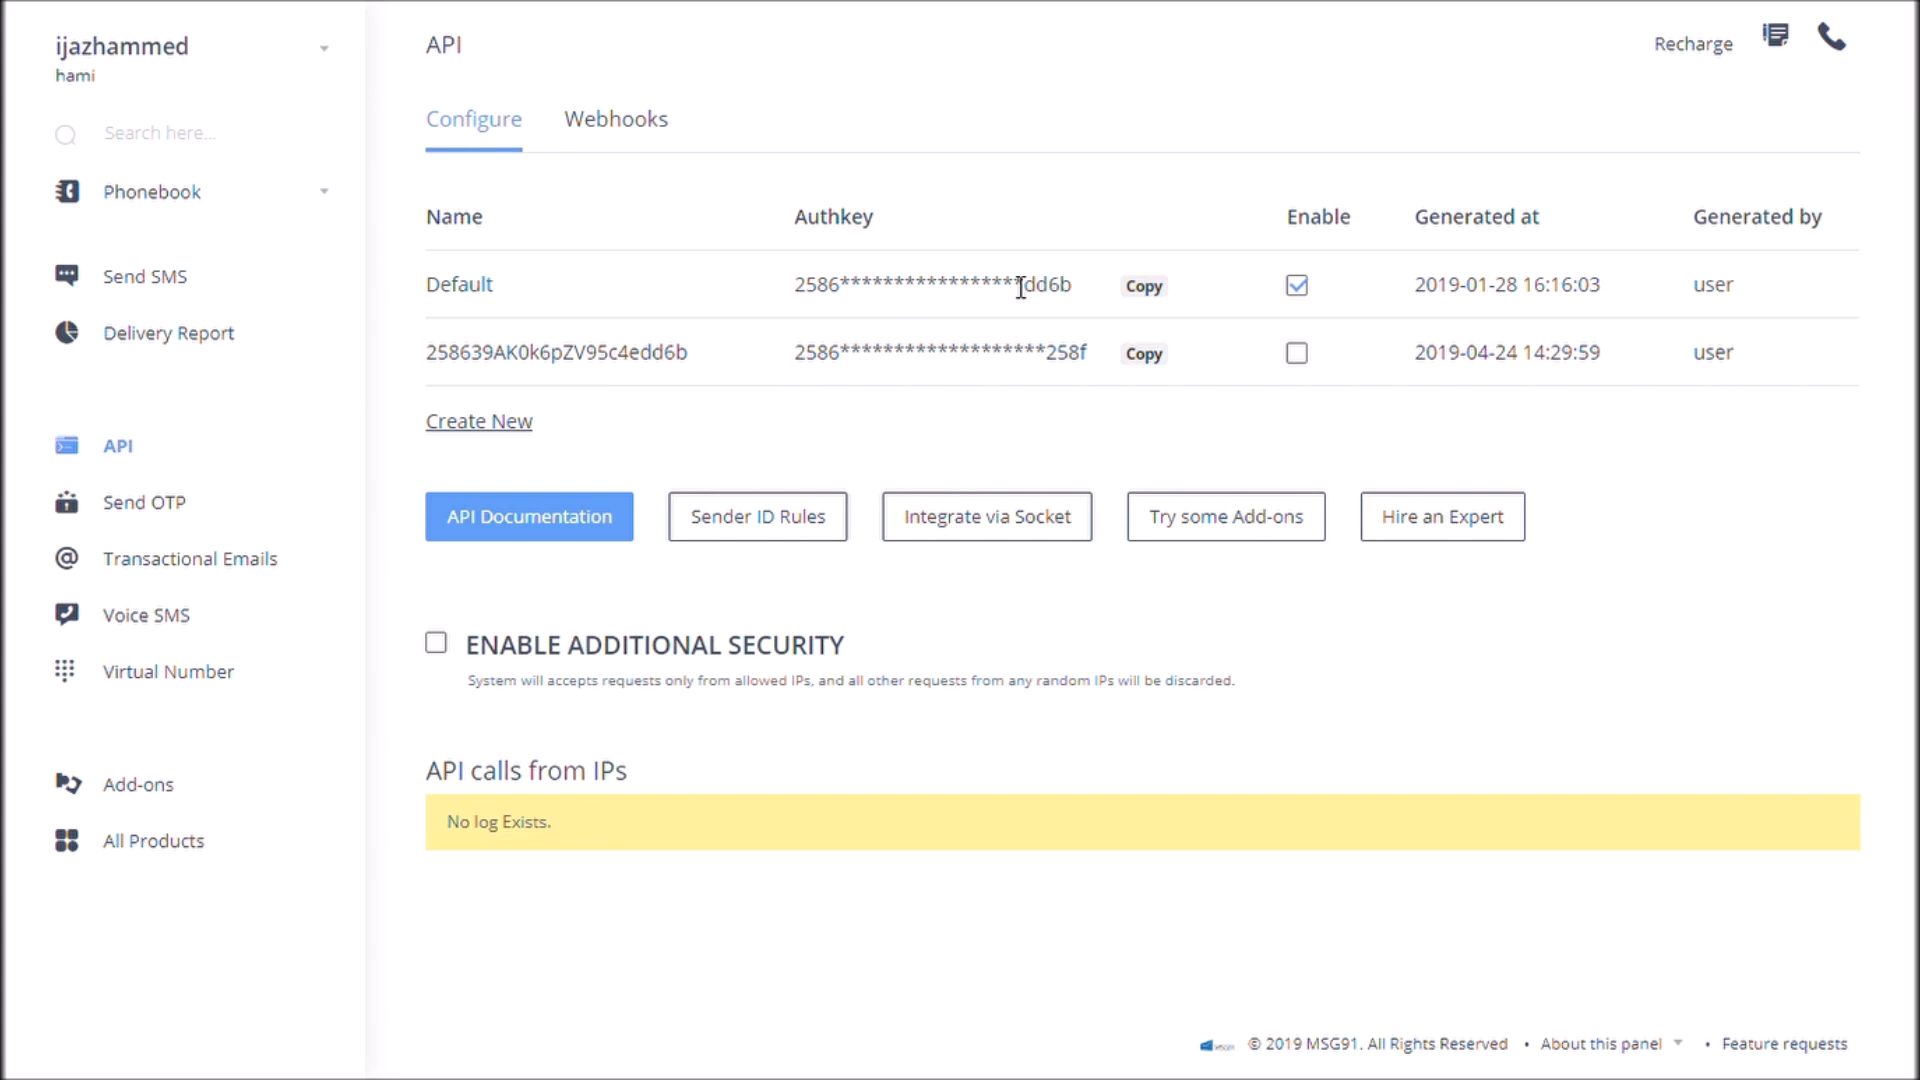 ijazhammed
hami
Search here...
Phonebook
Send SMS
Delivery Report
API
Send OTP
Transactional Emails
Voice SMS
Virtual Number
Add-ons
All Products
API
Recharge
Configure Webhooks
Name Authkey Enable Generated at Generated by
Default 2586*****************dd6b Copy 2019-01-28 16:16:03 user
258639AK0k6pZV95c4edd6b 2586*******************258f Copy 2019-04-24 14:29:59 user
Create New
API Documentation Sender ID Rules Integrate via Socket Try some Add-ons Hire an Expert
ENABLE ADDITIONAL SECURITY
System will accepts requests only from allowed IPs, and all other requests from any random IPs will be discarded.
API calls from IPs
No log Exists.
© 2019 MSG91. All Rights Reserved • About this panel • Feature requests